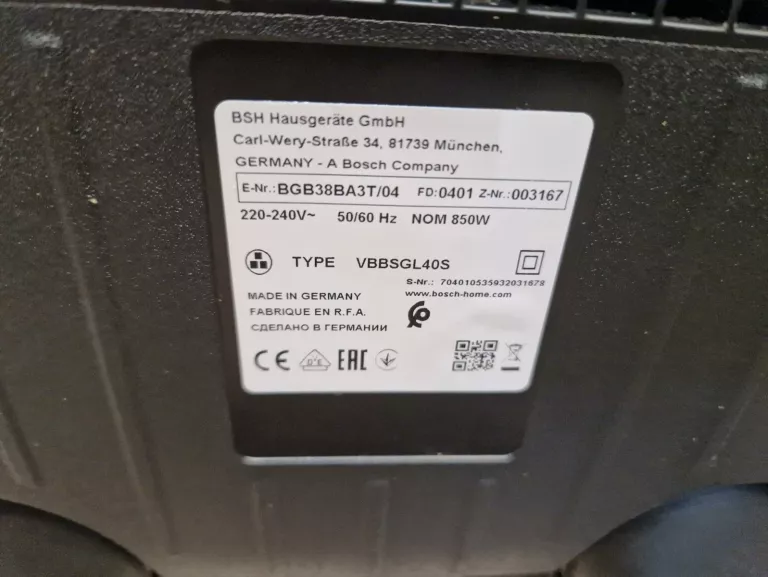 BSH Hausgeräte GmbH
Carl-Wery-Straße 34, 81739 München,
GERMANY - A Bosch Company
E-Nr.: BGB38BA3T/04 FD:0401 Z-Nr.:003167
220-240V~ 50/60 Hz NOM 850W
TYPE VBBSGL40S
S-Nr.: 704010535932031678
MADE IN GERMANY www.bosch-home.com
FABRIQUE EN R.F.A.
СДЕЛАНО В ГЕРМАНИИ
CE EAC